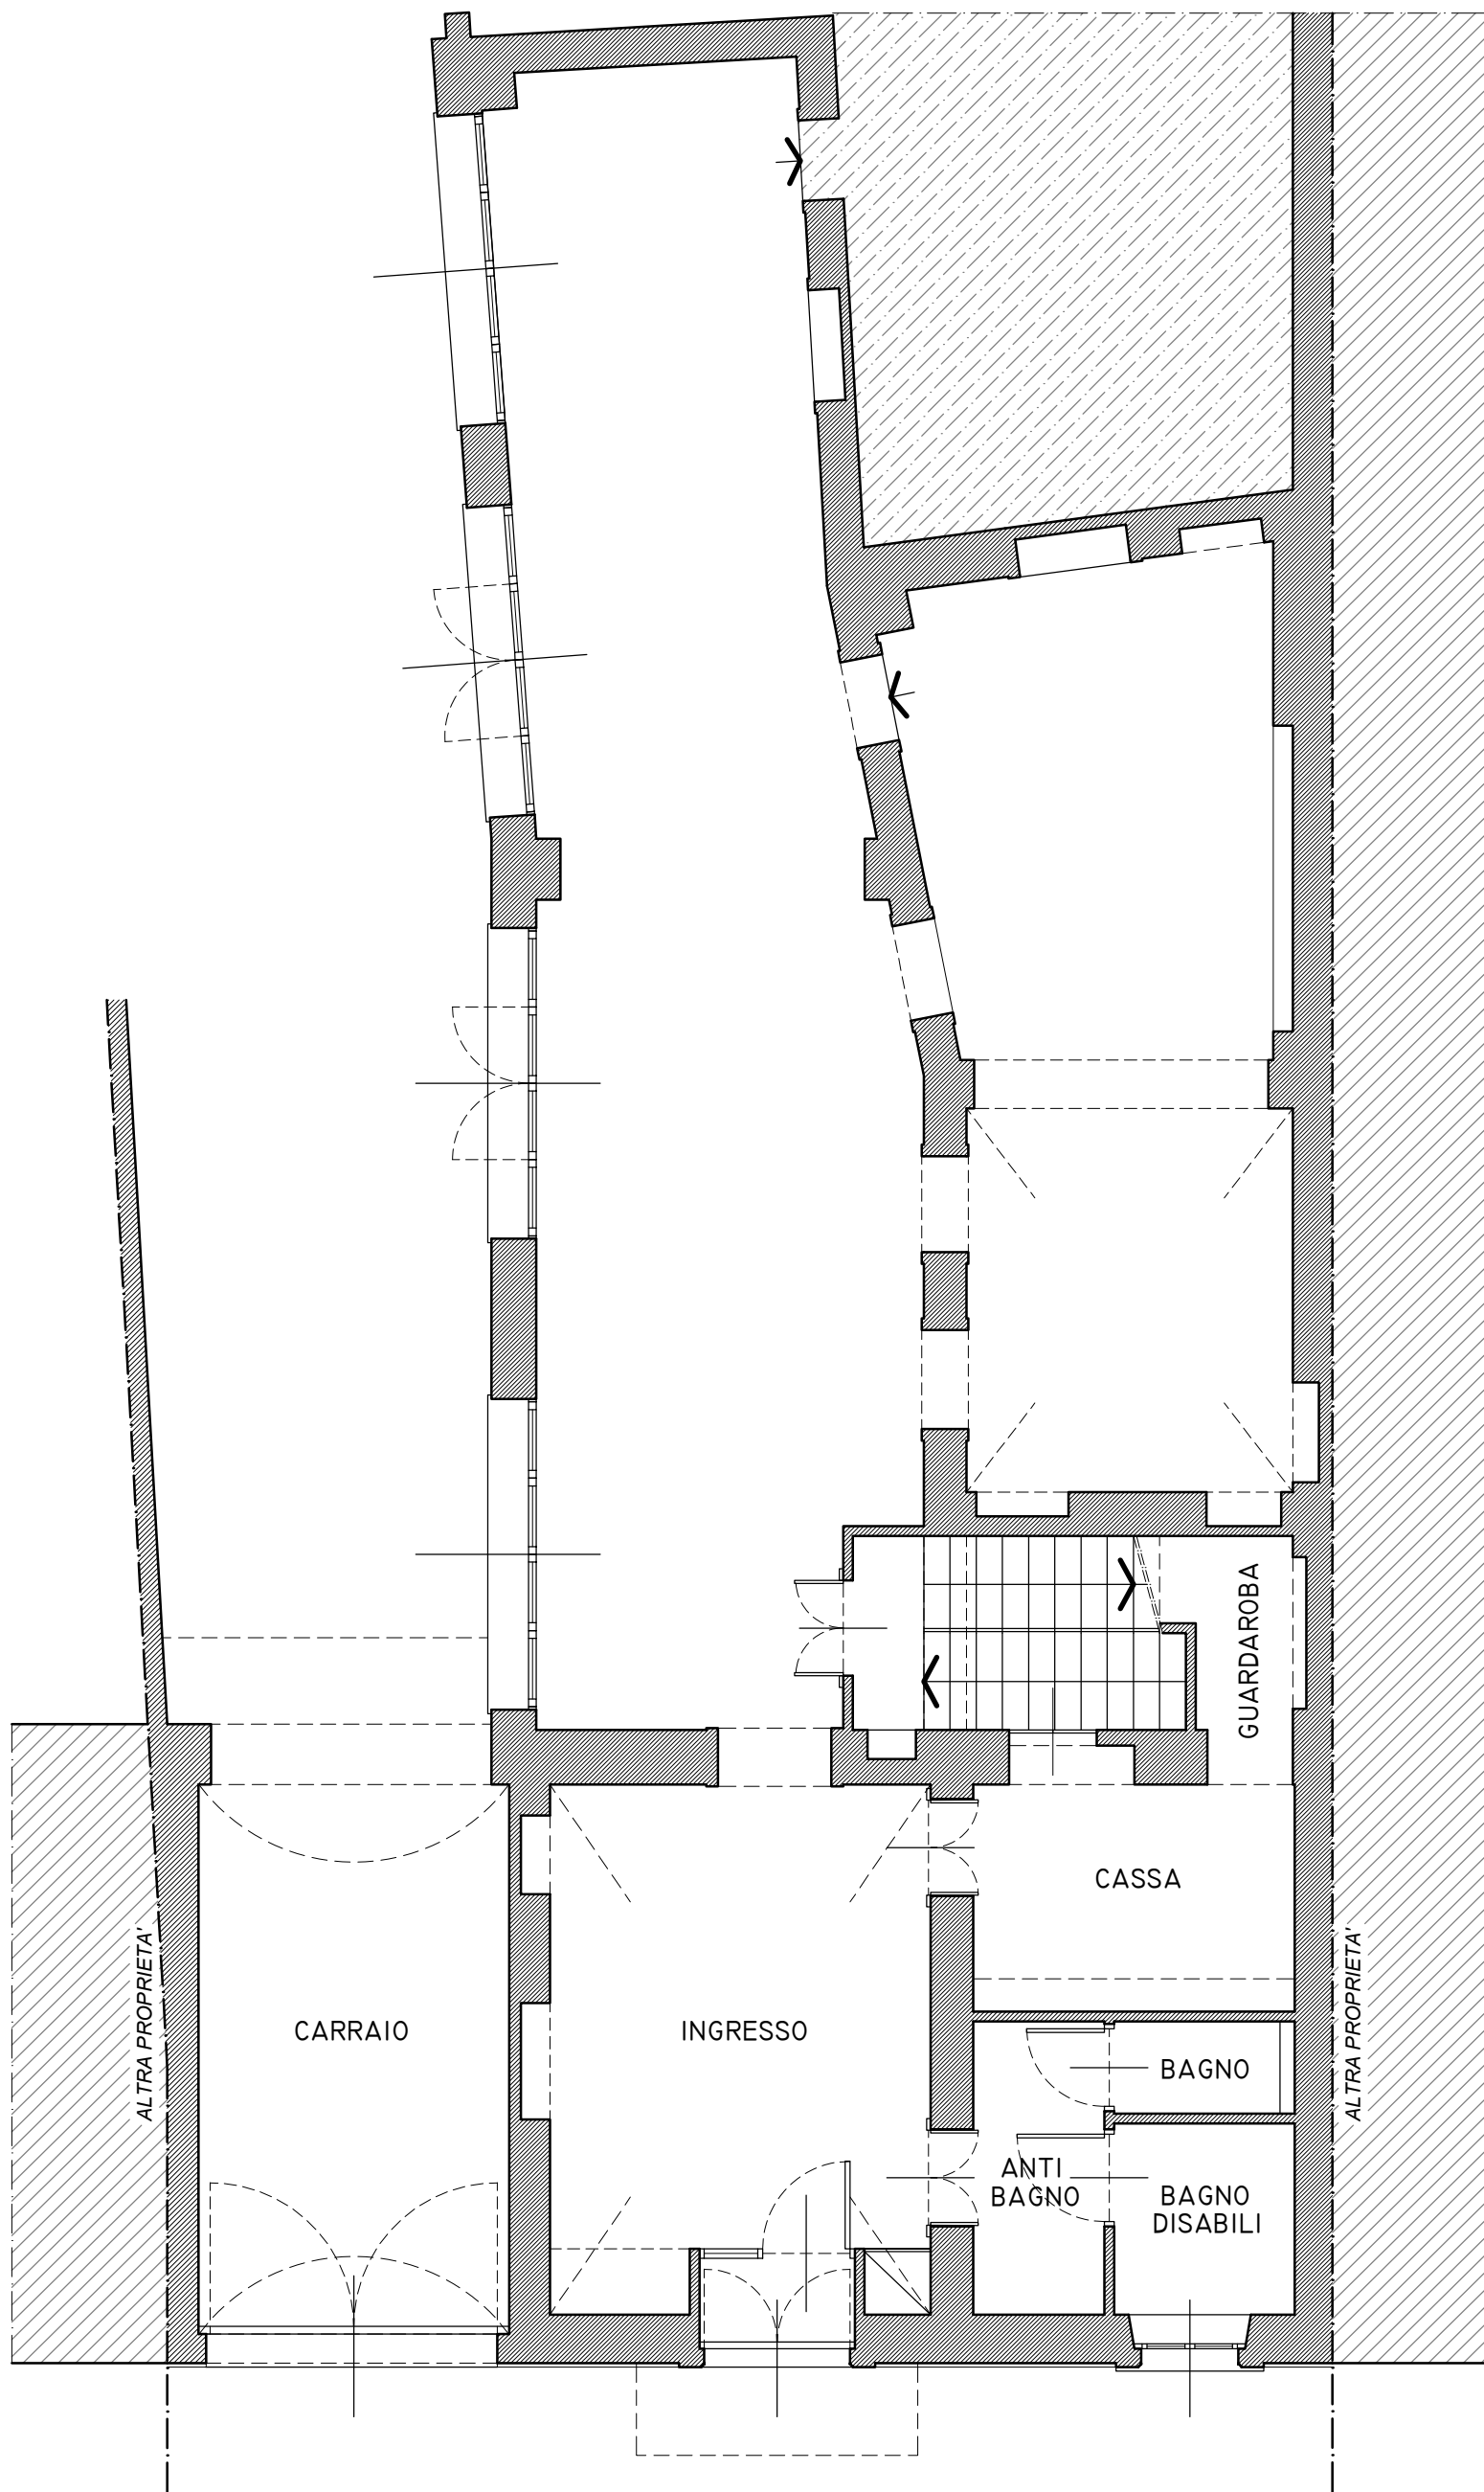 GUARDAROBA
CASSA
ALTRA PROPRIETA'
CARRAIO
INGRESSO
BAGNO
ALTRA PROPRIETA'
ANTI
BAGNO
BAGNO
DISABILI